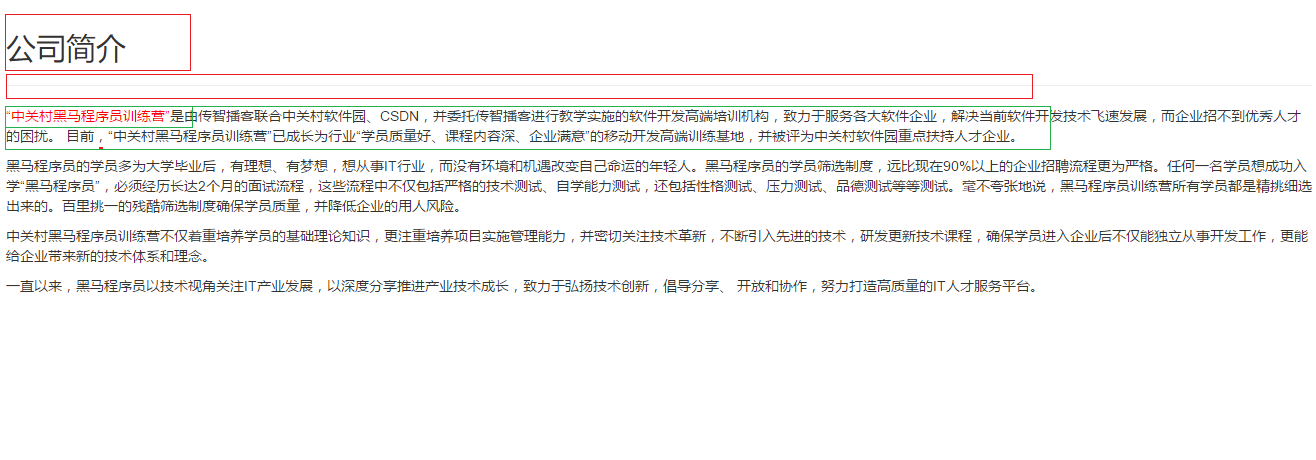 公司简介
“中关村黑马程序员训练营”是由传智播客联合中关村软件园、CSDN，并委托传智播客进行教学实施的软件开发高端培训机构，致力于服务各大软件企业，解决当前软件开发技术飞速发展，而企业招不到优秀人才
的困扰。 目前，“中关村黑马程序员训练营”已成长为行业“学员质量好、课程内容深、企业满意”的移动开发高端训练基地，并被评为中关村软件园重点扶持人才企业。
黑马程序员的学员多为大学毕业后，有理想、有梦想，想从事IT行业，而没有环境和机遇改变自己命运的年轻人。黑马程序员的学员筛选制度，远比现在90%以上的企业招聘流程更为严格。任何一名学员想成功入
学“黑马程序员”，必须经历长达2个月的面试流程，这些流程中不仅包括严格的技术测试、自学能力测试，还包括性格测试、压力测试、品德测试等等测试。毫不夸张地说，黑马程序员训练营所有学员都是精挑细选
出来的。百里挑一的残酷筛选制度确保学员质量，并降低企业的用人风险。
中关村黑马程序员训练营不仅着重培养学员的基础理论知识，更注重培养项目实施管理能力，并密切关注技术革新，不断引入先进的技术，研发更新技术课程，确保学员进入企业后不仅能独立从事开发工作，更能
给企业带来新的技术体系和理念。
一直以来，黑马程序员以技术视角关注IT产业发展，以深度分享推进产业技术成长，致力于弘扬技术创新，倡导分享、 开放和协作，努力打造高质量的IT人才服务平台。